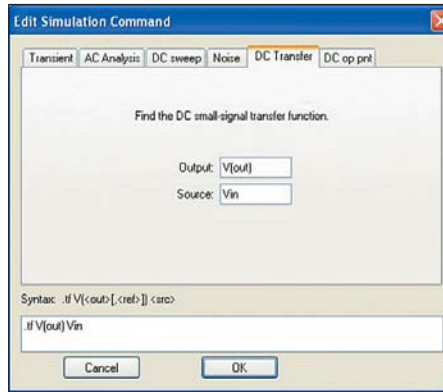 Edit Simulation Command
Transient AC Analysis DC sweep Noise DC Transfer DC op pnt
Find the DC small-signal transfer function.
Output: V(out)
Source: Vin
Syntax: .tf V(<out>[,<ref>]) <src>
.tf V(out) Vin
Cancel OK